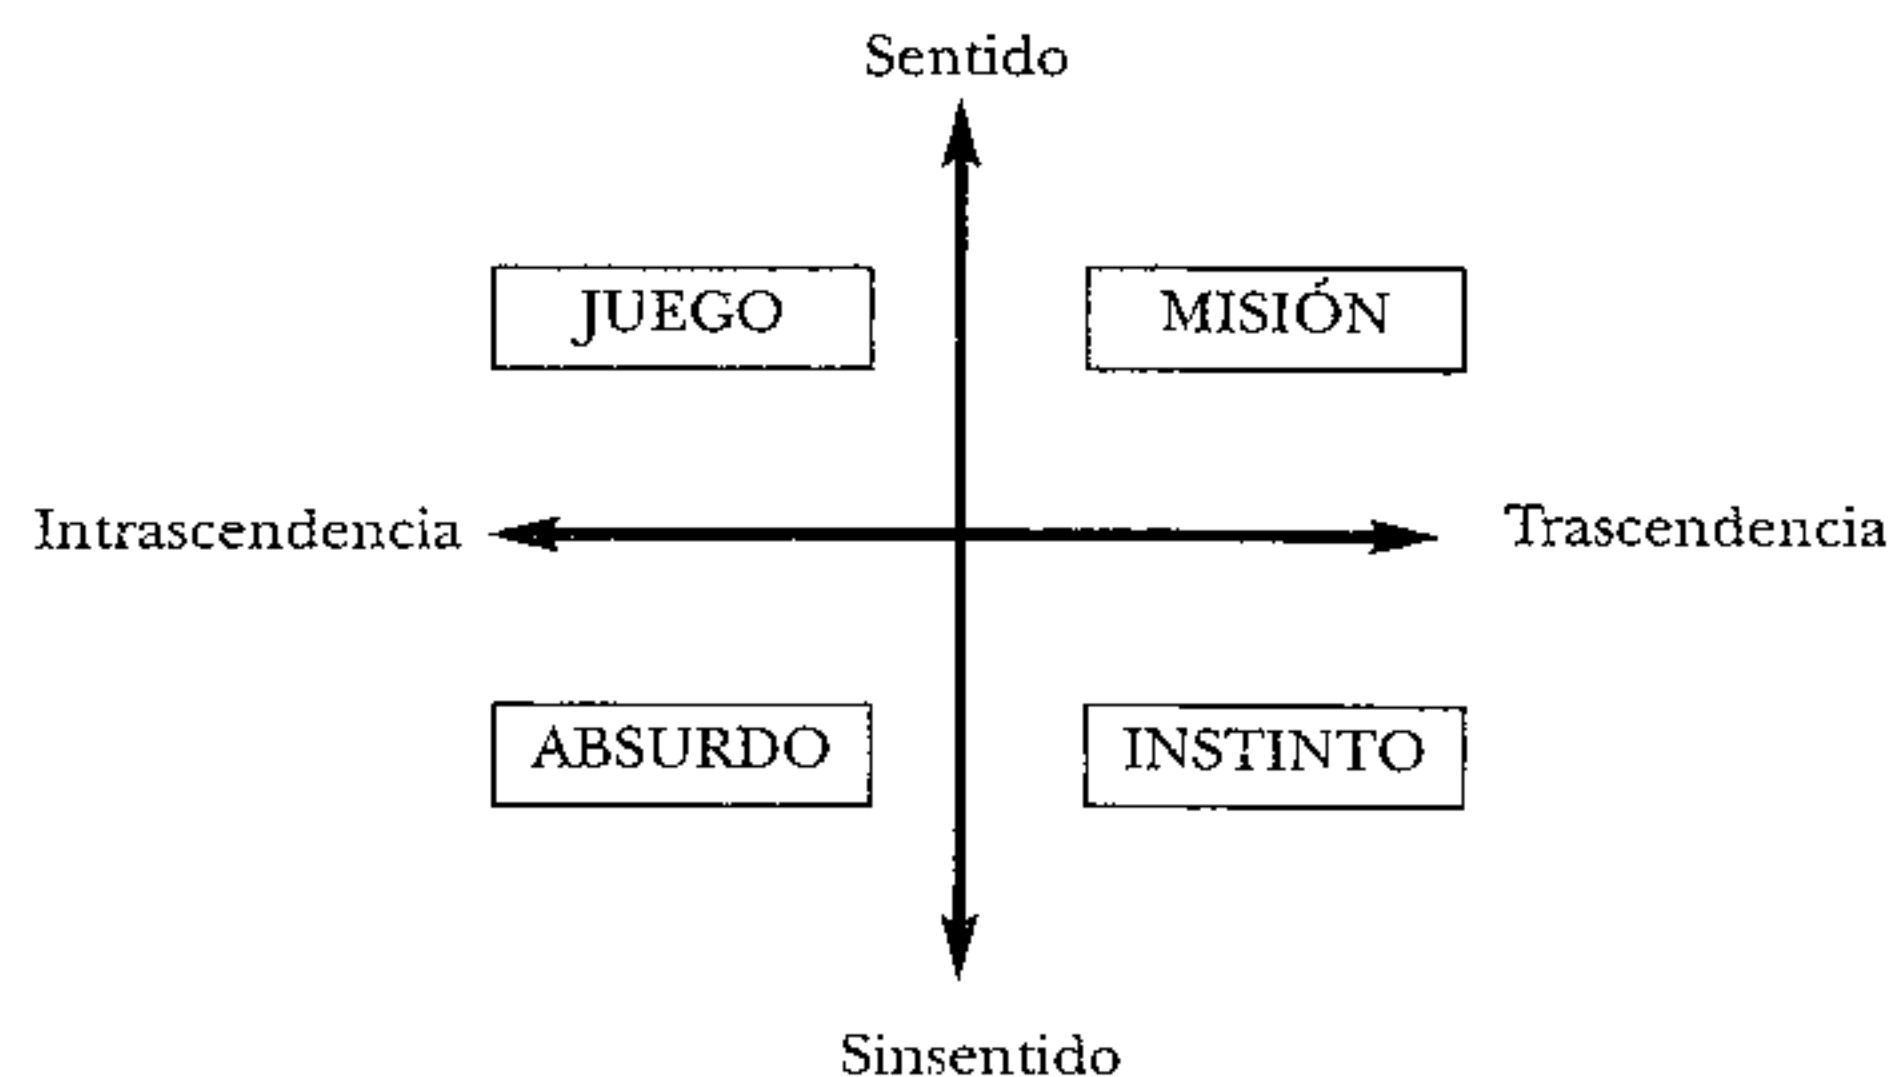 Sentido
JUEGO
MISIÓN
Intrascendencia
Trascendencia
ABSURDO
INSTINTO
Sinsentido